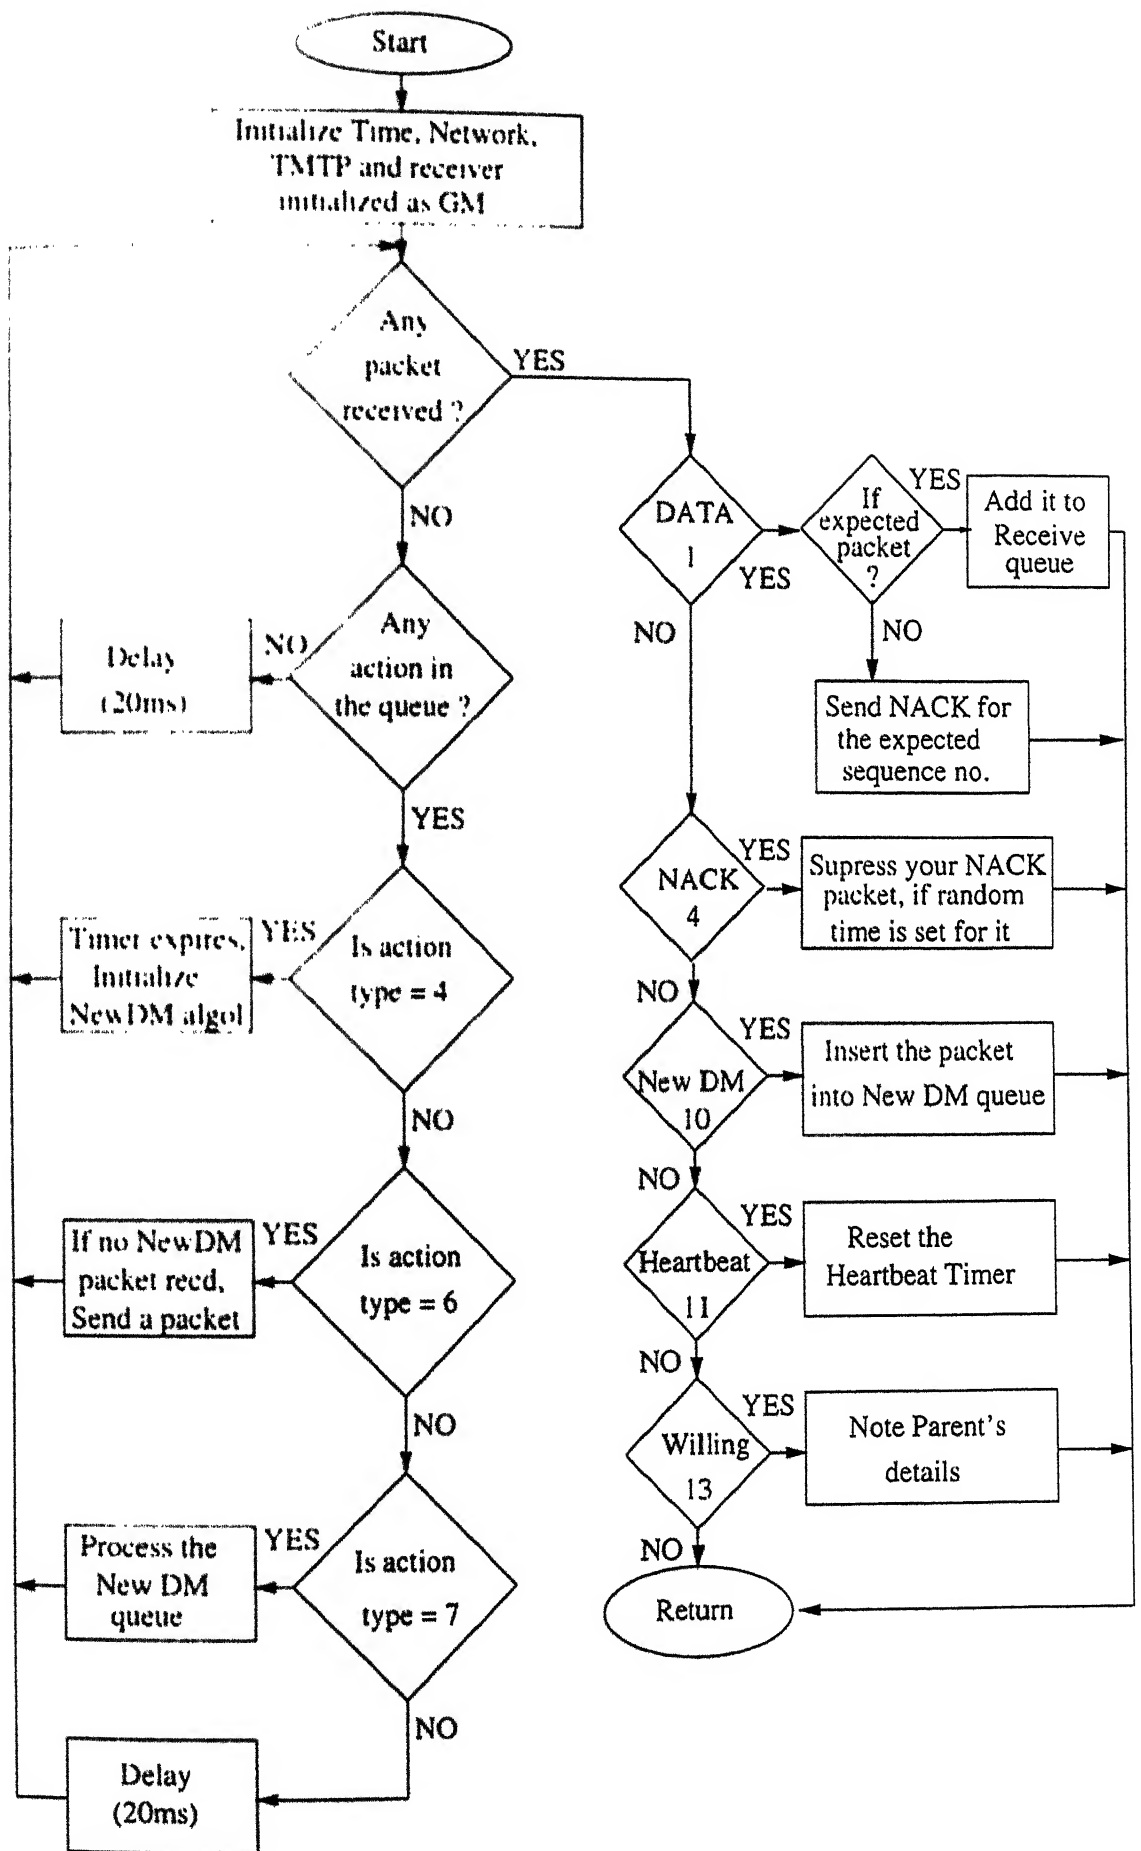 Start
Initialize Time, Network,
TMTP and receiver
initialized as GM
Any
packet
received ?
YES
NO
Any
action in
the queue ?
NO
Delay
(20ms)
YES
Is action
type = 4
YES
Timer expires,
Initialize
NewDM algo1
NO
Is action
type = 6
YES
If no NewDM
packet recd,
Send a packet
NO
Is action
type = 7
YES
Process the
New DM
queue
NO
Delay
(20ms)
DATA
1
YES
If
expected
packet
?
YES
Add it to
Receive
queue
NO
Send NACK for
the expected
sequence no.
NO
NACK
4
YES
Supress your NACK
packet, if random
time is set for it
NO
New DM
10
YES
Insert the packet
into New DM queue
NO
Heartbeat
11
YES
Reset the
Heartbeat Timer
NO
Willing
13
YES
Note Parent's
details
NO
Return